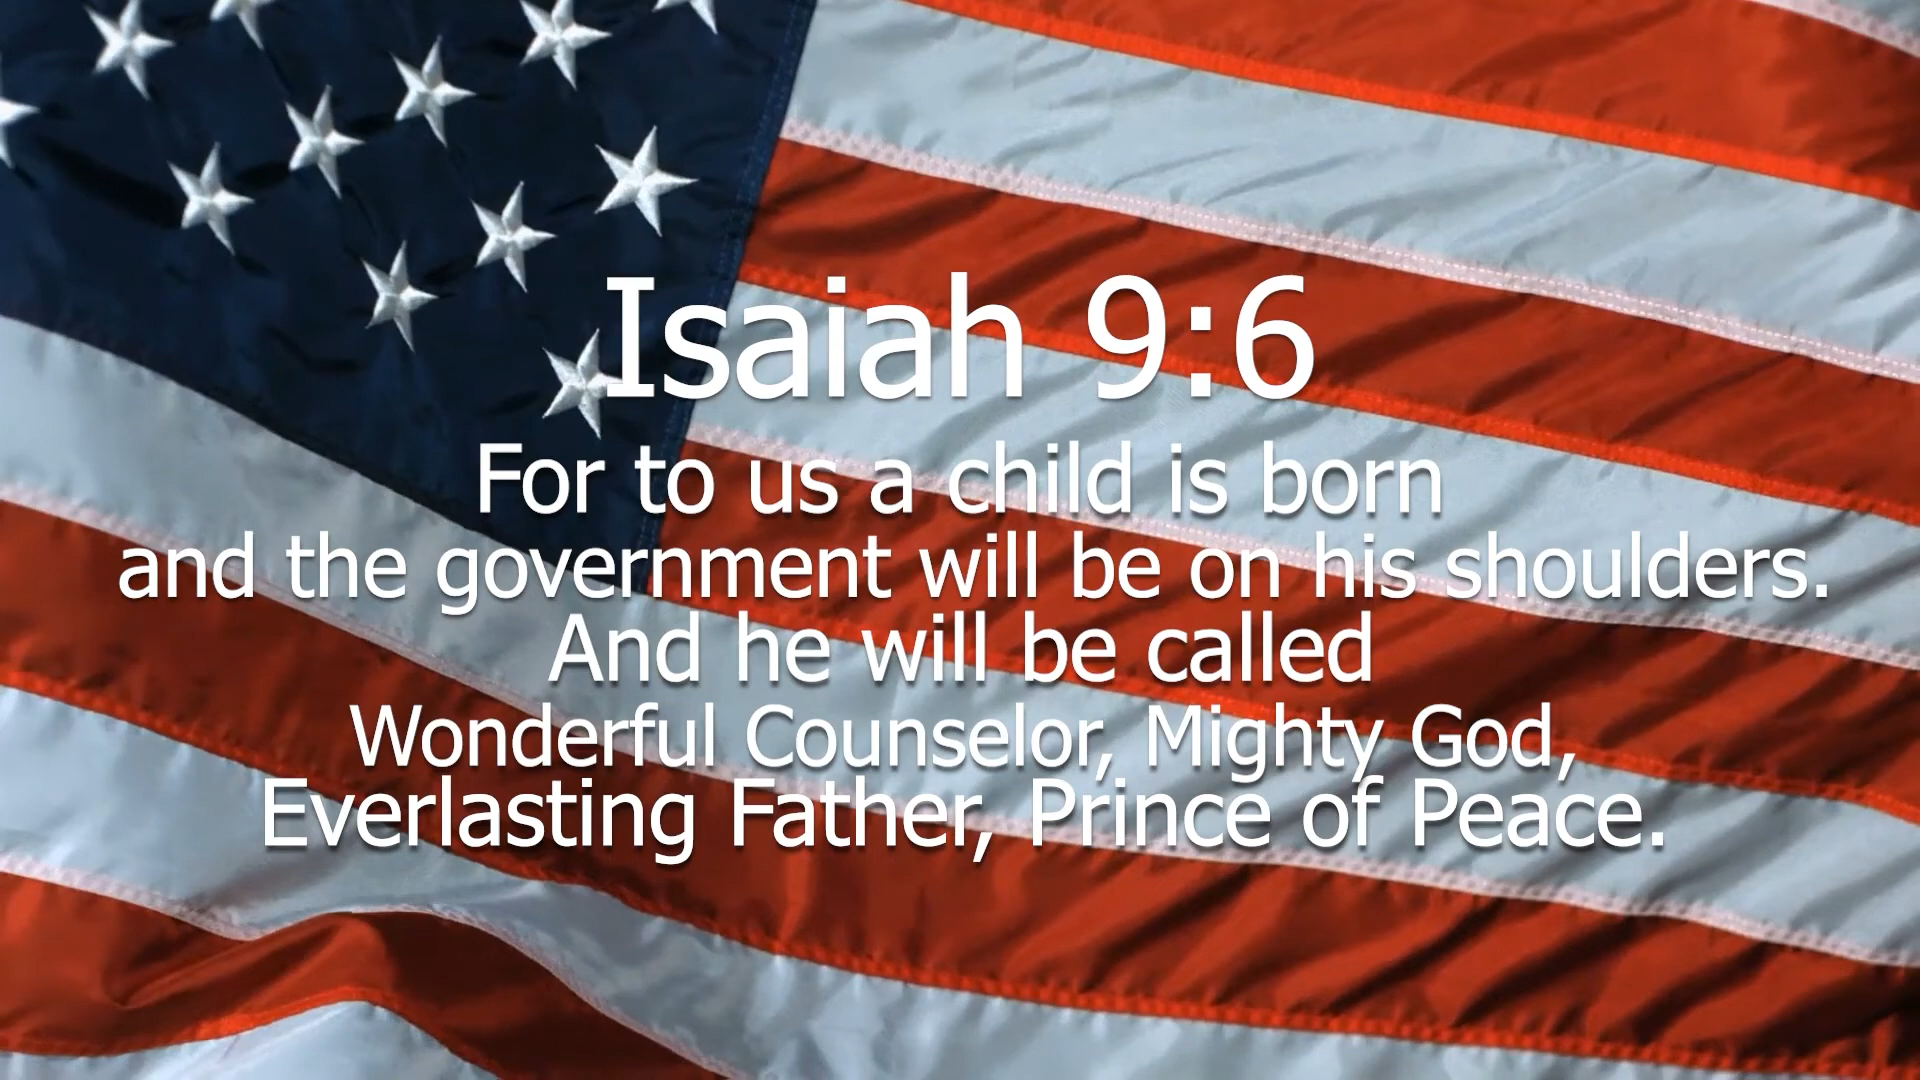 Isaiah 9:6
For to us a child is born
and the government will be on his shoulders.
And he will be called
Wonderful Counselor, Mighty God,
Everlasting Father, Prince of Peace.